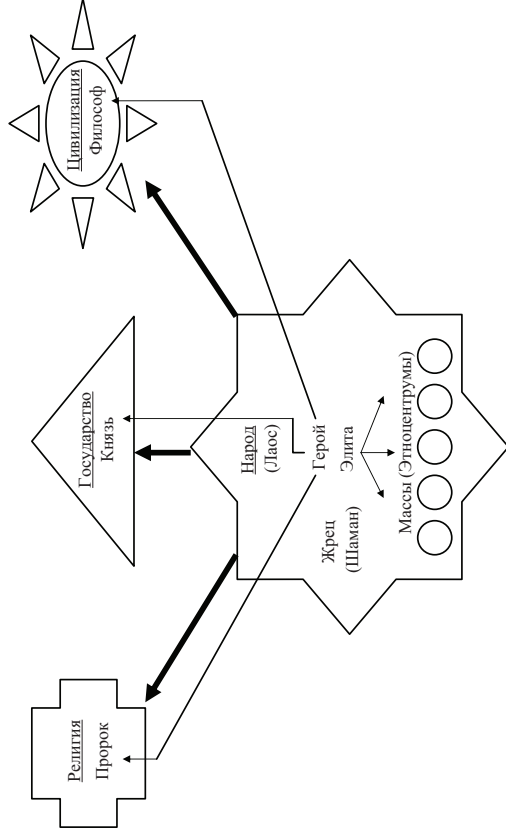 Религия
Пророк
Государство
Князь
Цивилизация
Философ
Народ
(Лаос)
Жрец
(Шаман)
Герой
Элита
Массы (Этноцентрумы)